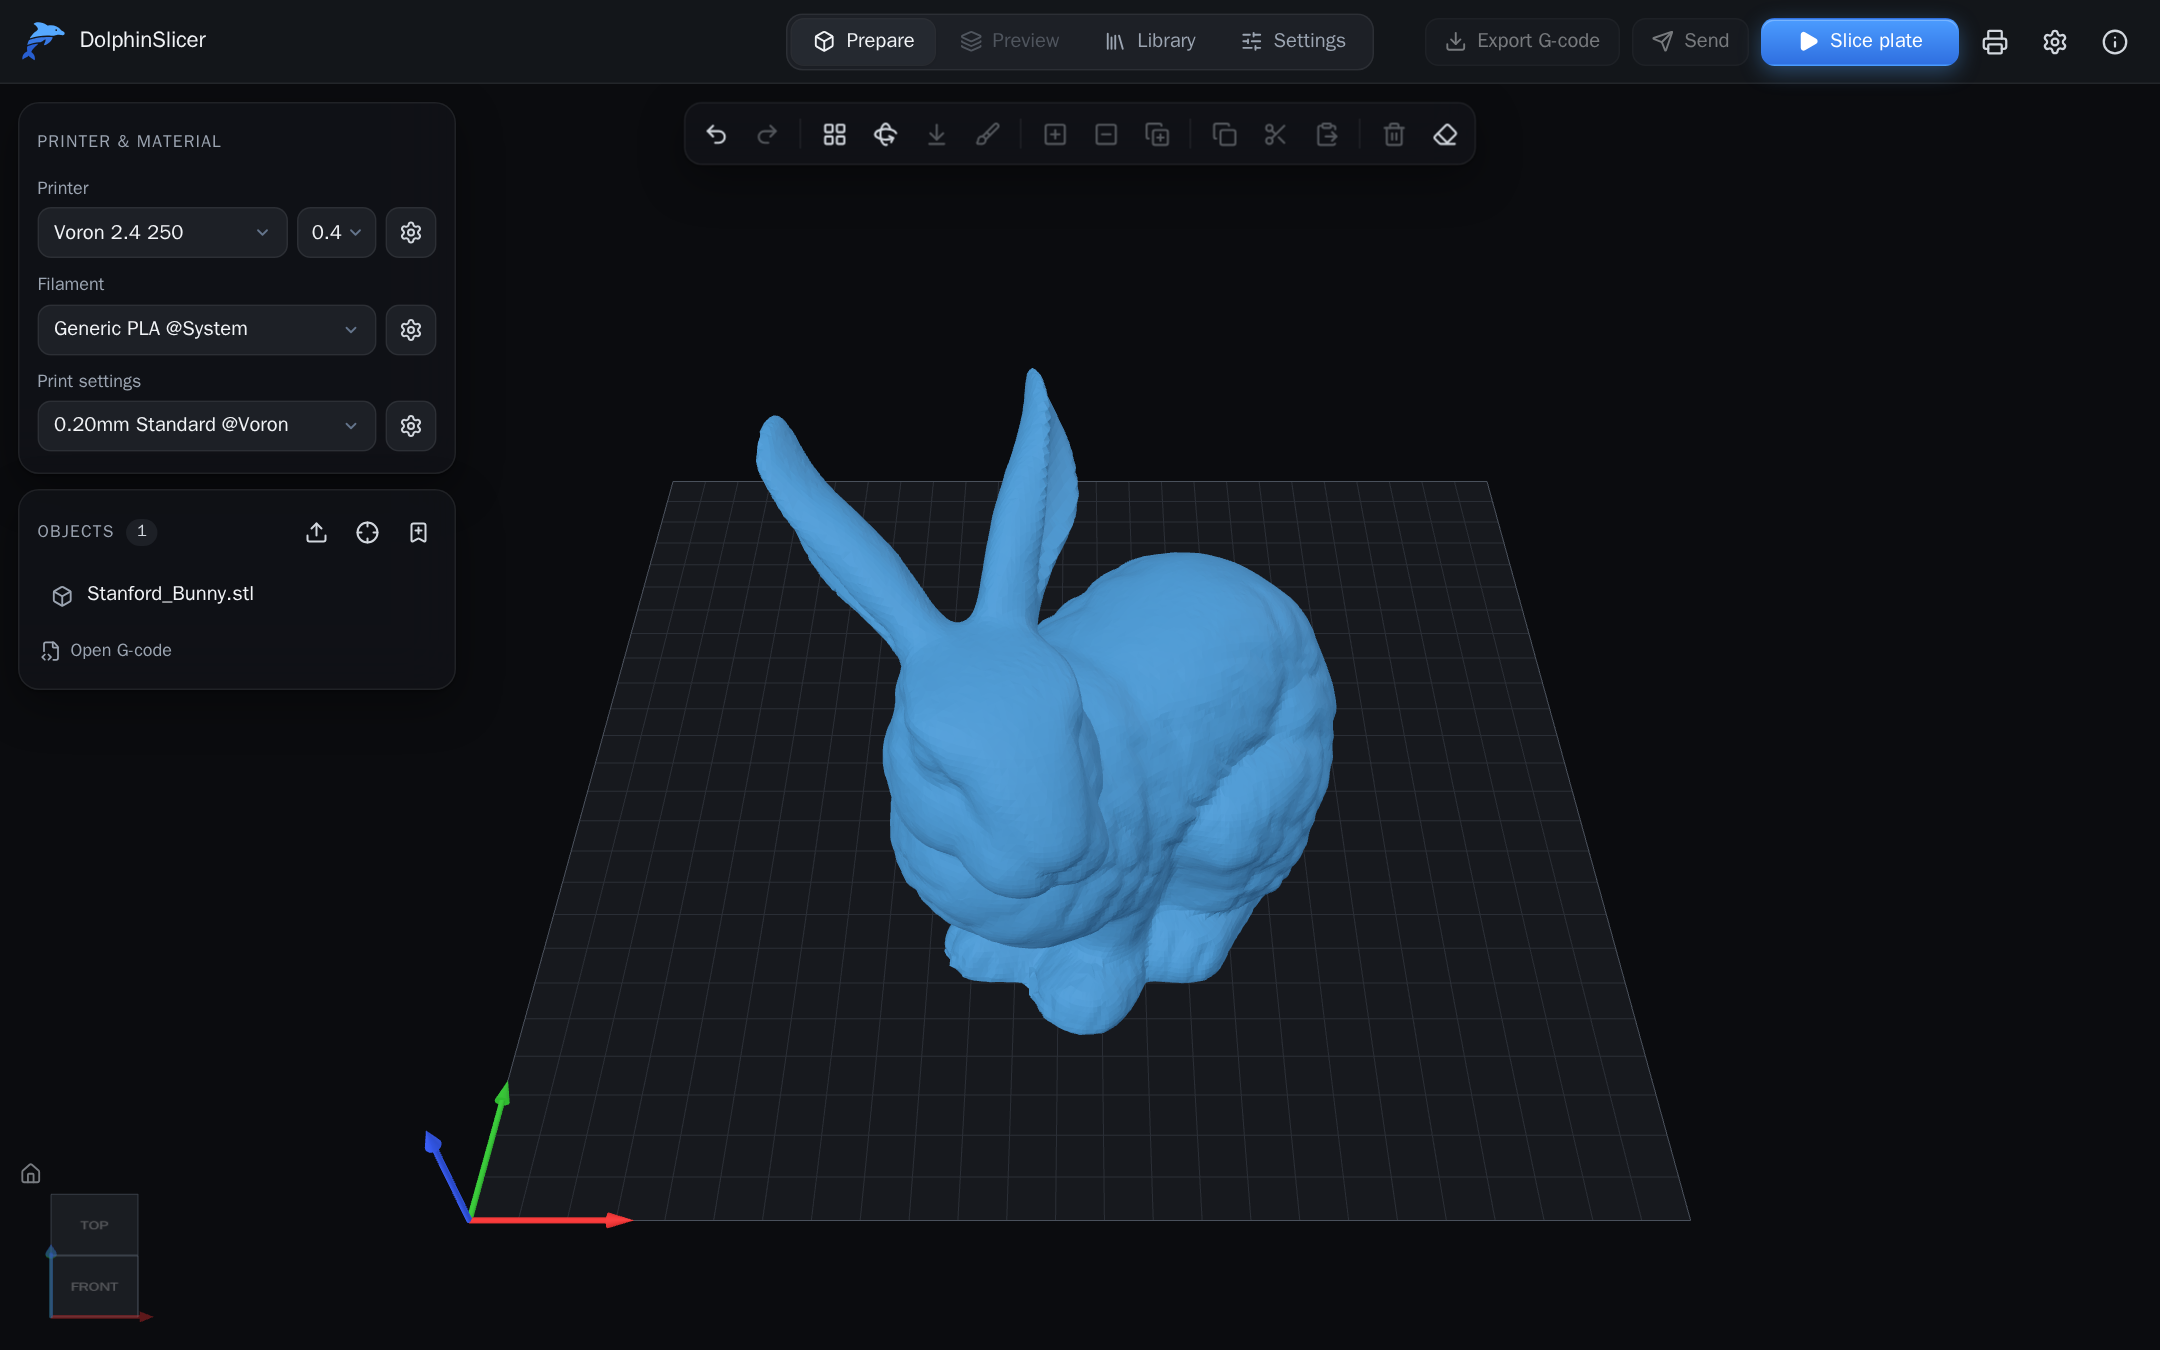 DolphinSlicer
Prepare
Preview
Library
Settings
Export G-code
Send
Slice plate
PRINTER & MATERIAL
Printer
Voron 2.4 250
0.4
Filament
Generic PLA @System
Print settings
0.20mm Standard @Voron
OBJECTS 1
Stanford_Bunny.stl
Open G-code
TOP
FRONT